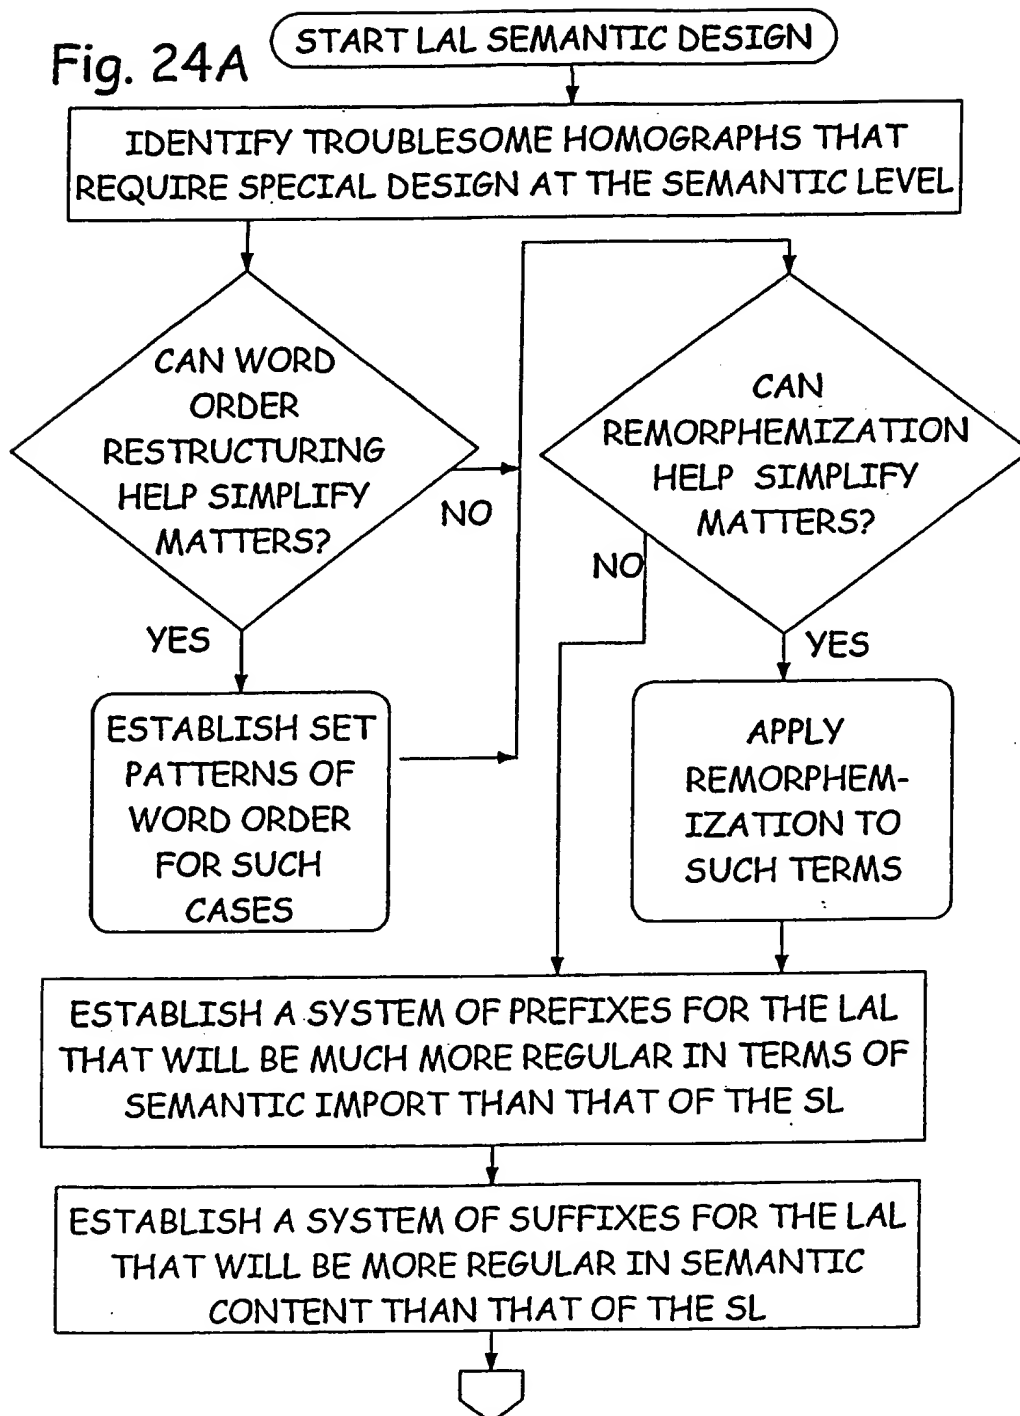 Fig. 24A
START LAL SEMANTIC DESIGN
IDENTIFY TROUBLESOME HOMOGRAPHS THAT
REQUIRE SPECIAL DESIGN AT THE SEMANTIC LEVEL
CAN WORD
ORDER
RESTRUCTURING
HELP SIMPLIFY
MATTERS?
NO
YES
ESTABLISH SET
PATTERNS OF
WORD ORDER
FOR SUCH
CASES
CAN
REMORPHEMIZATION
HELP SIMPLIFY
MATTERS?
NO
YES
APPLY
REMORPHEM-
IZATION TO
SUCH TERMS
ESTABLISH A SYSTEM OF PREFIXES FOR THE LAL
THAT WILL BE MUCH MORE REGULAR IN TERMS OF
SEMANTIC IMPORT THAN THAT OF THE SL
ESTABLISH A SYSTEM OF SUFFIXES FOR THE LAL
THAT WILL BE MORE REGULAR IN SEMANTIC
CONTENT THAN THAT OF THE SL